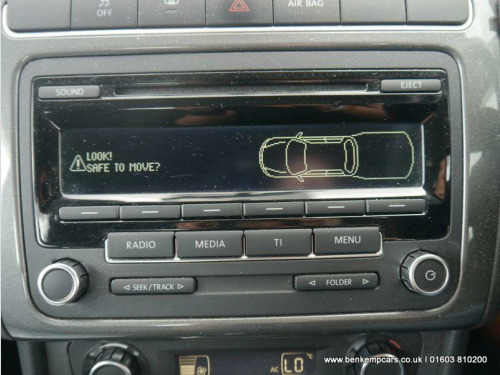 OFF
AIR BAG
SOUND
EJECT
LOOK!
SAFE TO MOVE?
RADIO
MEDIA
TI
MENU
SEEK / TRACK
FOLDER
AC
LO °C
www.benkempcars.co.uk | 01603 810200